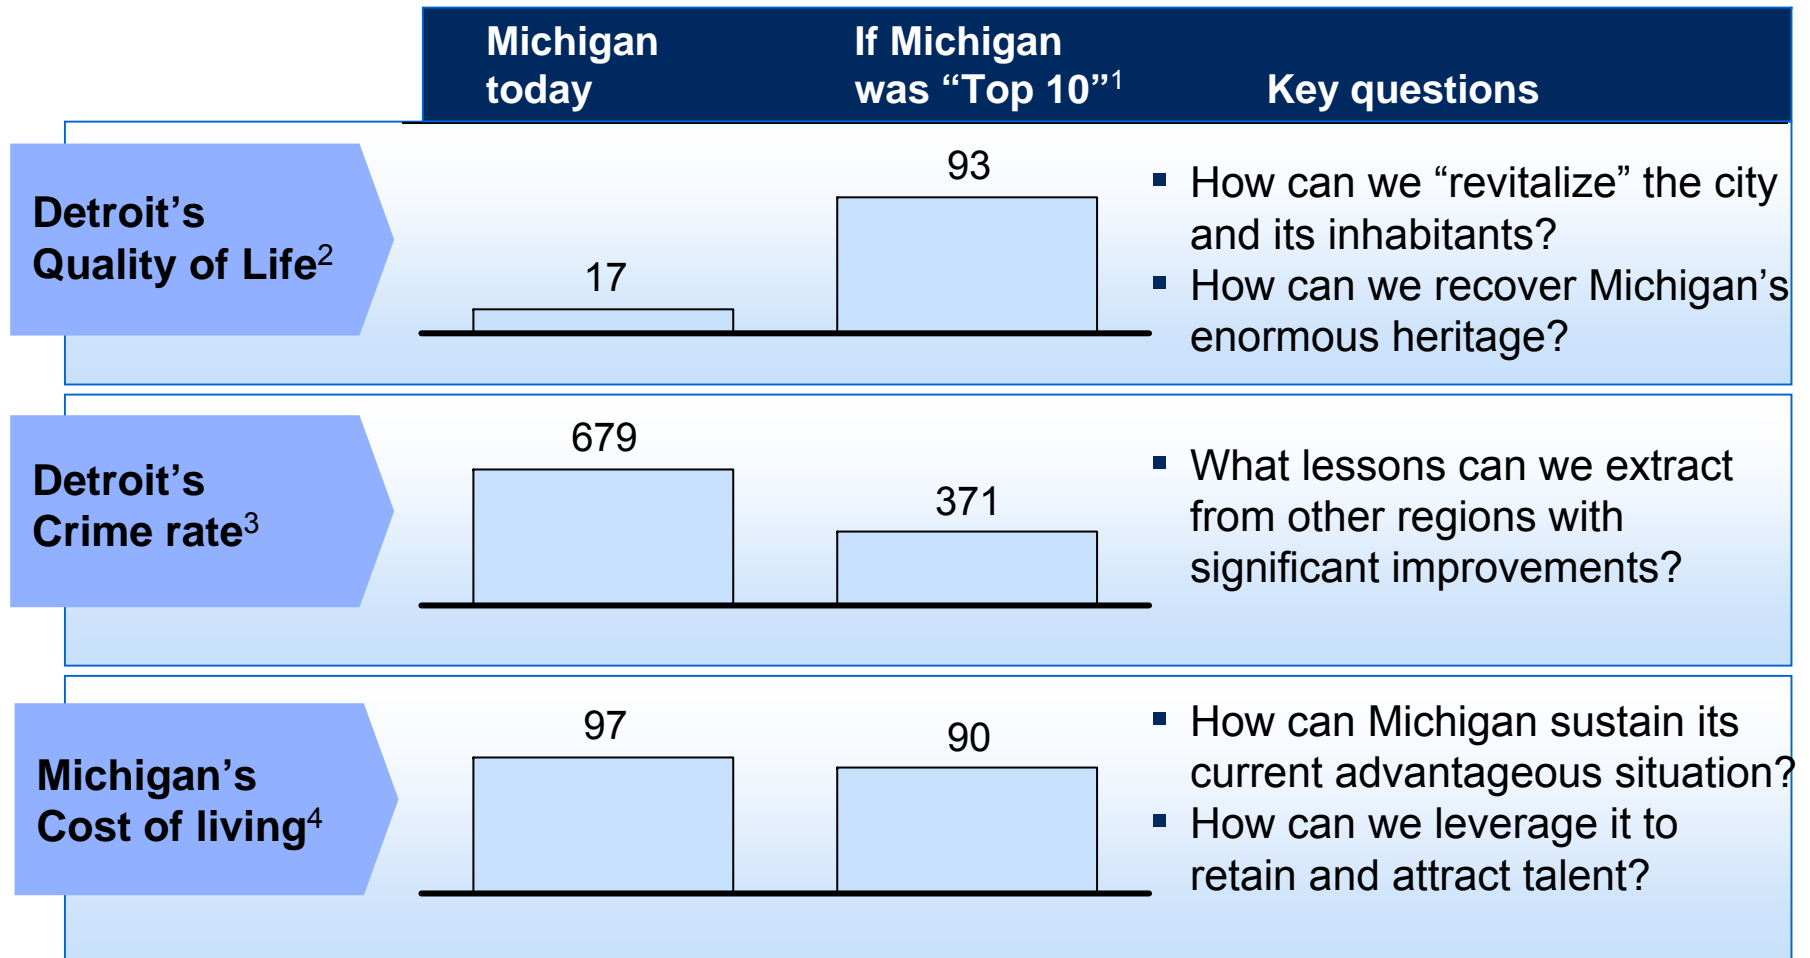 Michigan
today
If Michigan
was “Top 10”1
Key questions
Detroit’s
Quality of Life2
17
93
▪ How can we “revitalize” the city
and its inhabitants?
▪ How can we recover Michigan’s
enormous heritage?
Detroit’s
Crime rate3
679
371
▪ What lessons can we extract
from other regions with
significant improvements?
Michigan’s
Cost of living4
97
90
▪ How can Michigan sustain its
current advantageous situation?
▪ How can we leverage it to
retain and attract talent?